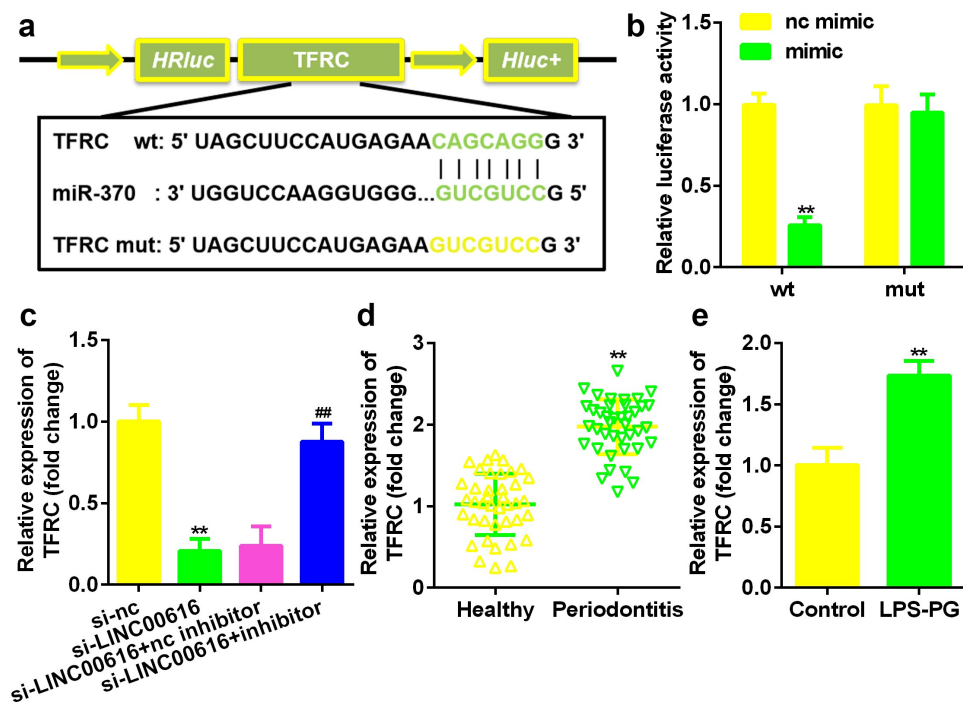 a
HRluc
TFRC
Hluc+
TFRC wt: 5' UAGCUUCCAUGAGAACAGCAGGG 3'
miR-370 : 3' UGGUCCAAGGUGGG...GUCGUCCG 5'
TFRC mut: 5' UAGCUUCCAUGAGAAGUCGUCCG 3'
b
Relative luciferase activity
1.5
1.0
0.5
0.0
nc mimic
mimic
**
wt
mut
c
Relative expression of
TFRC (fold change)
1.5
1.0
0.5
0.0
**
##
si-nc
si-LINC00616
si-LINC00616+nc inhibitor
si-LINC00616+inhibitor
d
Relative expression of
TFRC (fold change)
3
2
1
0
**
Healthy
Periodontitis
e
Relative expression of
TFRC (fold change)
2.0
1.5
1.0
0.5
0.0
**
Control
LPS-PG